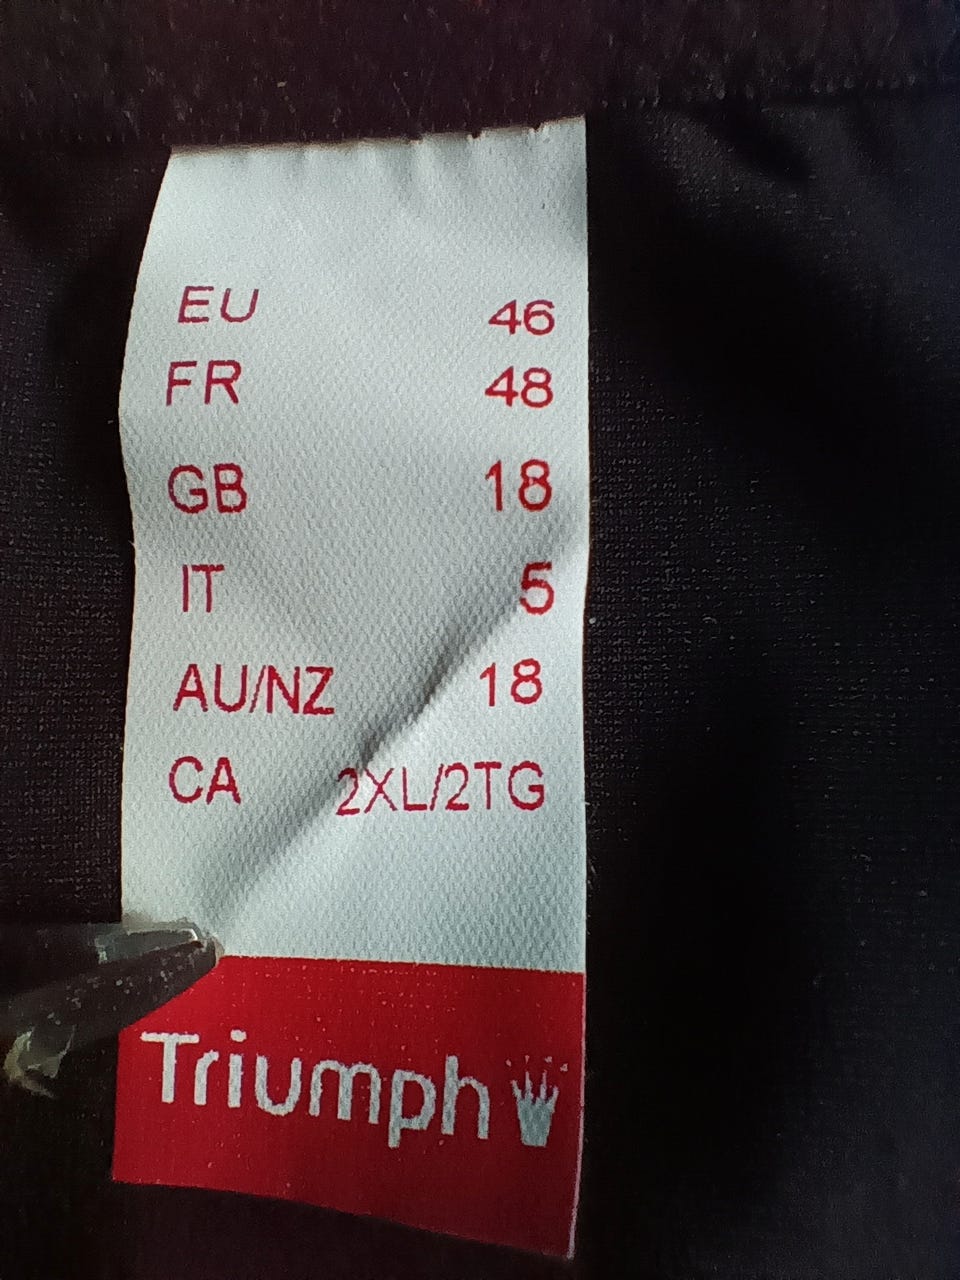 EU 46
FR 48
GB 18
IT 5
AU/NZ 18
CA 2XL/2TG
Triumph